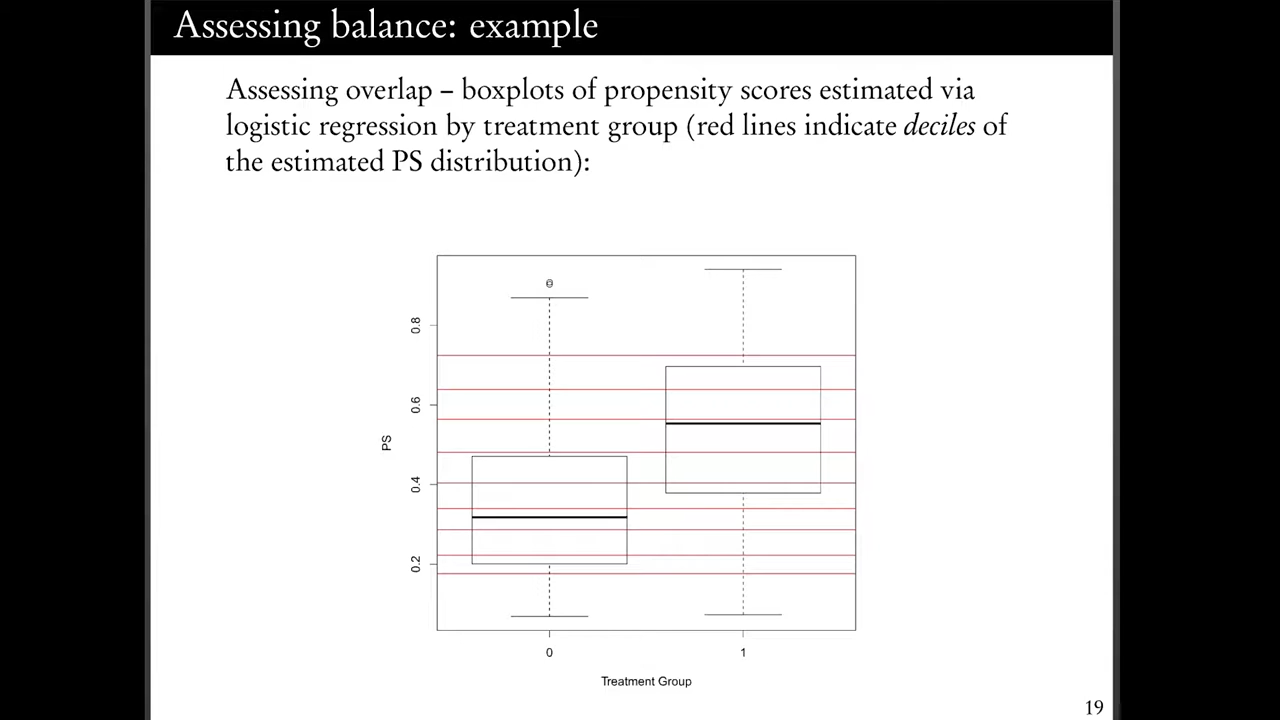 Assessing balance: example
Assessing overlap – boxplots of propensity scores estimated via
logistic regression by treatment group (red lines indicate deciles of
the estimated PS distribution):
0.8
0.6
PS
0.4
0.2
0 1
Treatment Group
19